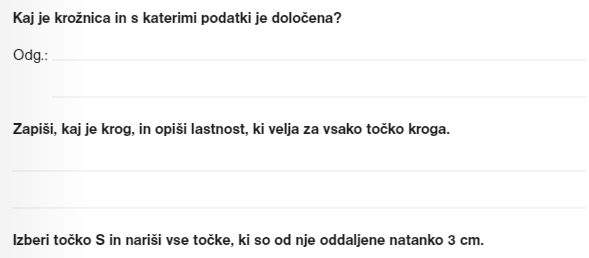 Kaj je krožnica in s katerimi podatki je določena?
Odg.:
Zapiši, kaj je krog, in opiši lastnost, ki velja za vsako točko kroga.
Izberi točko S in nariši vse točke, ki so od nje oddaljene natanko 3 cm.